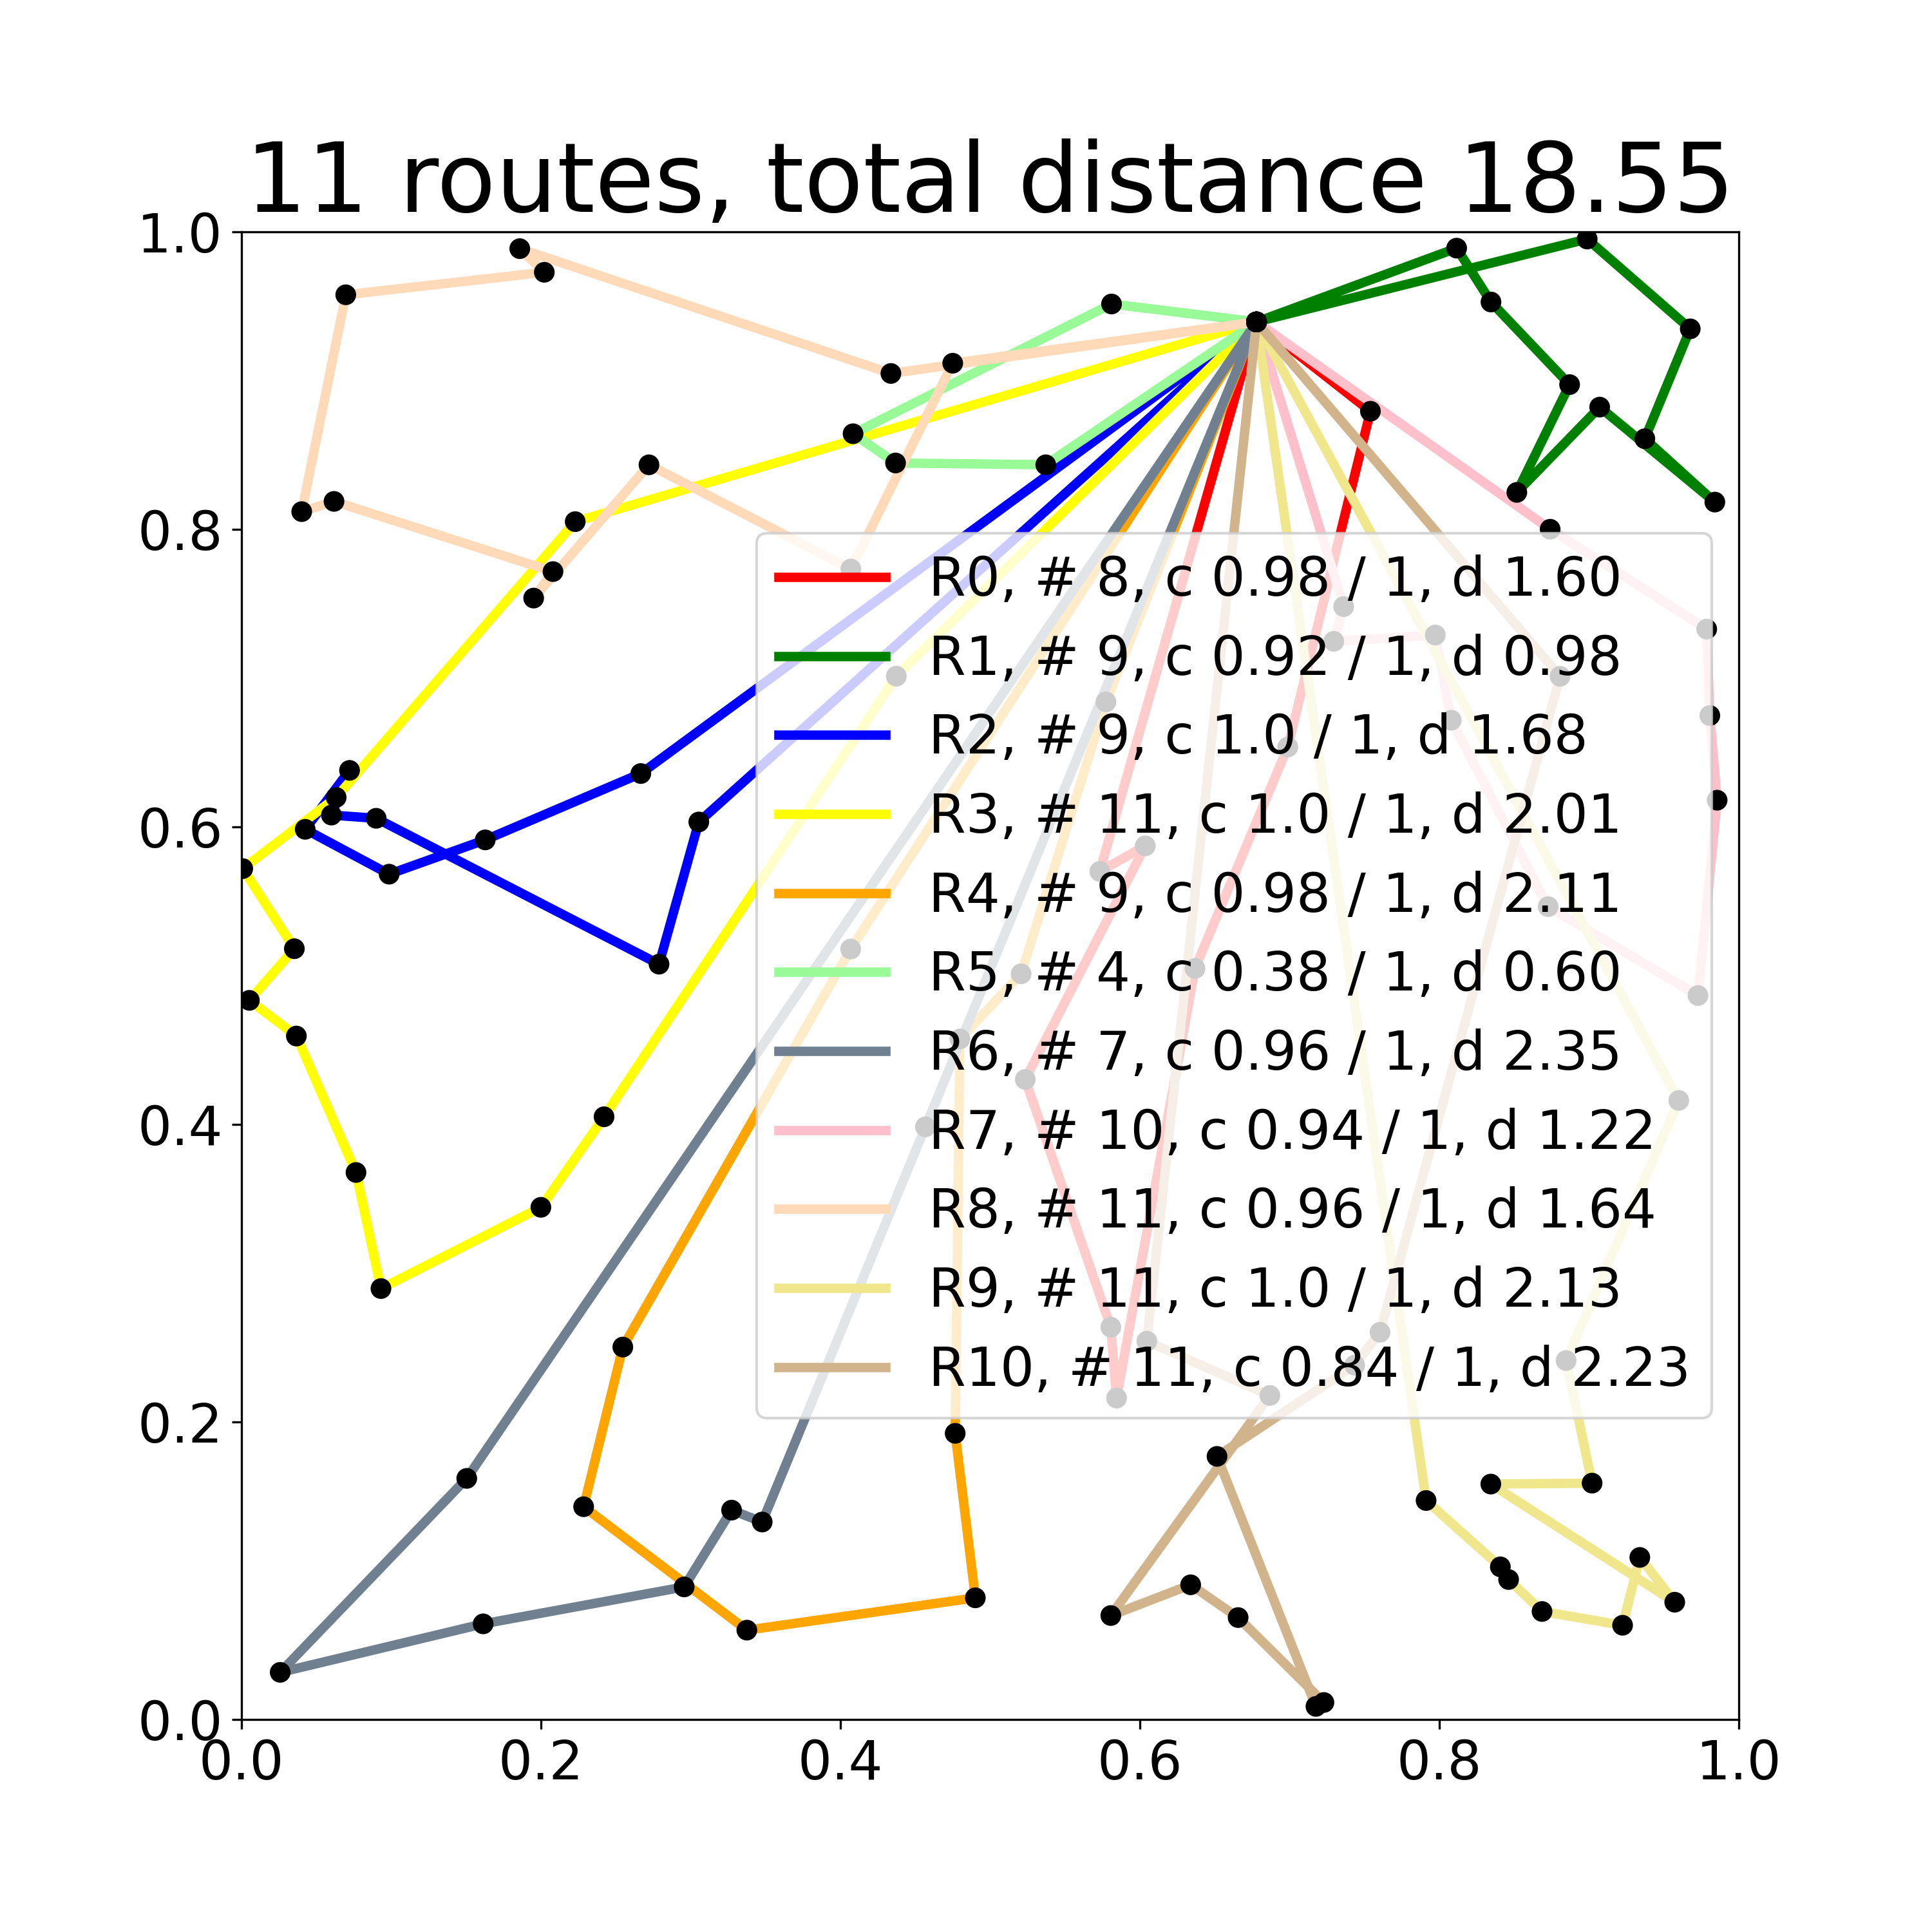 11 routes, total distance 18.55
1.0
0.8
0.6
0.4
0.2
0.0
R0, # 8, c 0.98 / 1, d 1.60
R1, # 9, c 0.92 / 1, d 0.98
R2, # 9, c 1.0 / 1, d 1.68
R3, # 11, c 1.0 / 1, d 2.01
R4, # 9, c 0.98 / 1, d 2.11
R5, # 4, c 0.38 / 1, d 0.60
R6, # 7, c 0.96 / 1, d 2.35
R7, # 10, c 0.94 / 1, d 1.22
R8, # 11, c 0.96 / 1, d 1.64
R9, # 11, c 1.0 / 1, d 2.13
R10, # 11, c 0.84 / 1, d 2.23
0.0 0.2 0.4 0.6 0.8 1.0